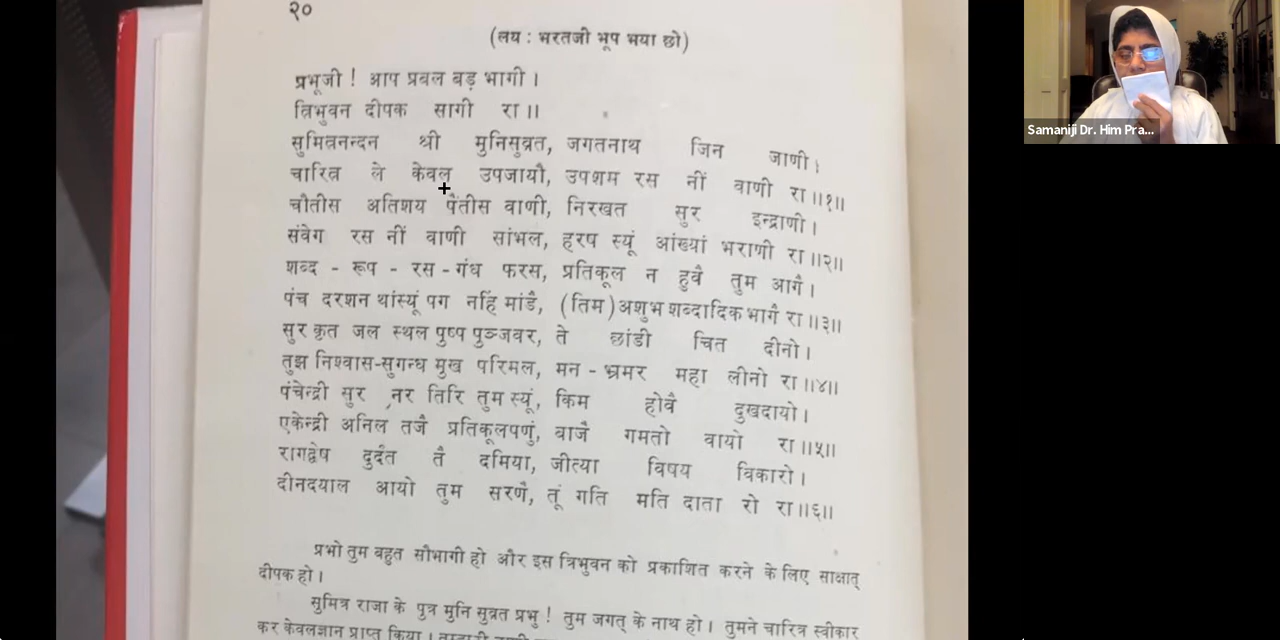 २०
(लय : भरतजी भूप भया छो)
प्रभूजी ! आप प्रबल बड़ भागी ।
त्रिभुवन दीपक सागी रा ॥
सुमित्रनन्दन श्री मुनिसुव्रत, जगतनाथ जिन जाणी ।
चारित्र ले केवल उपजायौ, उपशम रस नीं वाणी रा ॥१॥
चौतीस अतिशय पैंतीस वाणी, निरखत सुर इन्द्राणी ।
संवेग रस नीं वाणी सांभल, हरष स्यूं आंख्यां भराणी रा ॥२॥
शब्द - रूप - रस - गंध फरस, प्रतिकूल न हुवै तुम आगै ।
पंच दरशन थांस्यूं पग नहिं मांडै, (तिम) अशुभ शब्दादिक भागै रा ॥३॥
सुर कृत जल स्थल पुष्प पुञ्जवर, ते छांडी चित दीनो ।
तुझ निश्वास-सुगन्ध मुख परिमल, मन - भ्रमर महा लीनो रा ॥४॥
पंचेन्द्री सुर नर तिरि तुम स्यूं, किम होवै दुखदायो ।
एकेन्द्री अनिल तजै प्रतिकूलपणुं, बाजै गमतो वायो रा ॥५॥
रागद्वेष दुर्दंत तै दमिया, जीत्या विषय विकारो ।
दीनदयाल आयो तुम सरणै, तूं गति मति दाता रो रा ॥६॥
प्रभो तुम बहुत सौभागी हो और इस त्रिभुवन को प्रकाशित करने के लिए साक्षात्
दीपक हो ।
सुमित्र राजा के पुत्र मुनि सुव्रत प्रभु ! तुम जगत् के नाथ हो । तुमने चारित्र स्वीकार
कर केवलज्ञान प्राप्त किया ।
Samaniji Dr. Him Pra...